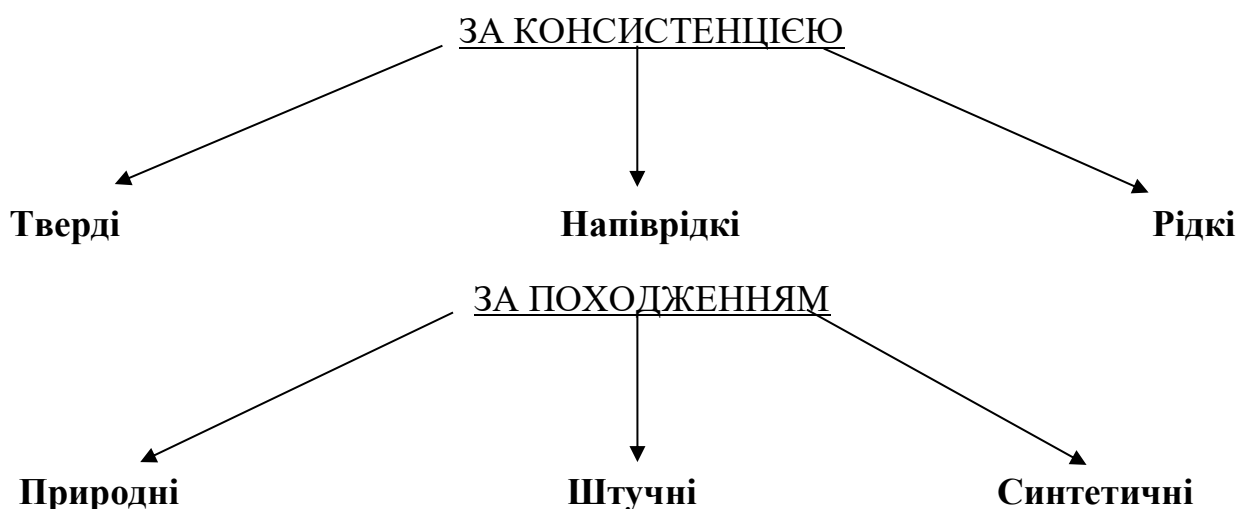 ЗА КОНСИСТЕНЦІЄЮ
Тверді Напіврідкі Рідкі
ЗА ПОХОДЖЕННЯМ
Природні Штучні Синтетичні